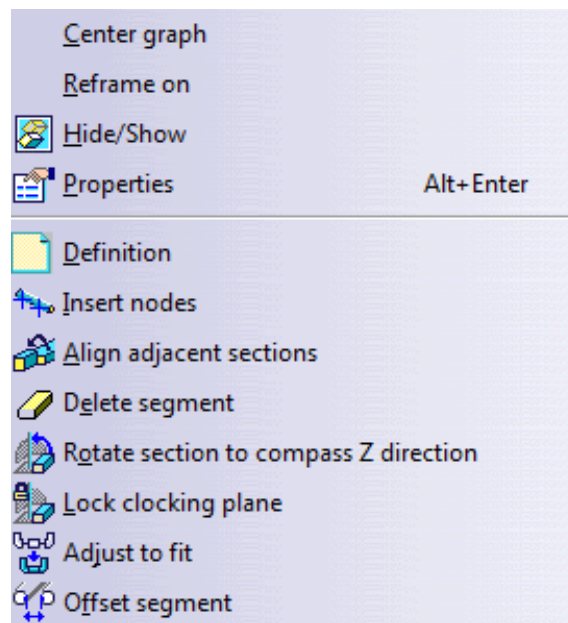 Center graph
Reframe on
Hide/Show
Properties Alt+Enter
Definition
Insert nodes
Align adjacent sections
Delete segment
Rotate section to compass Z direction
Lock clocking plane
Adjust to fit
Offset segment